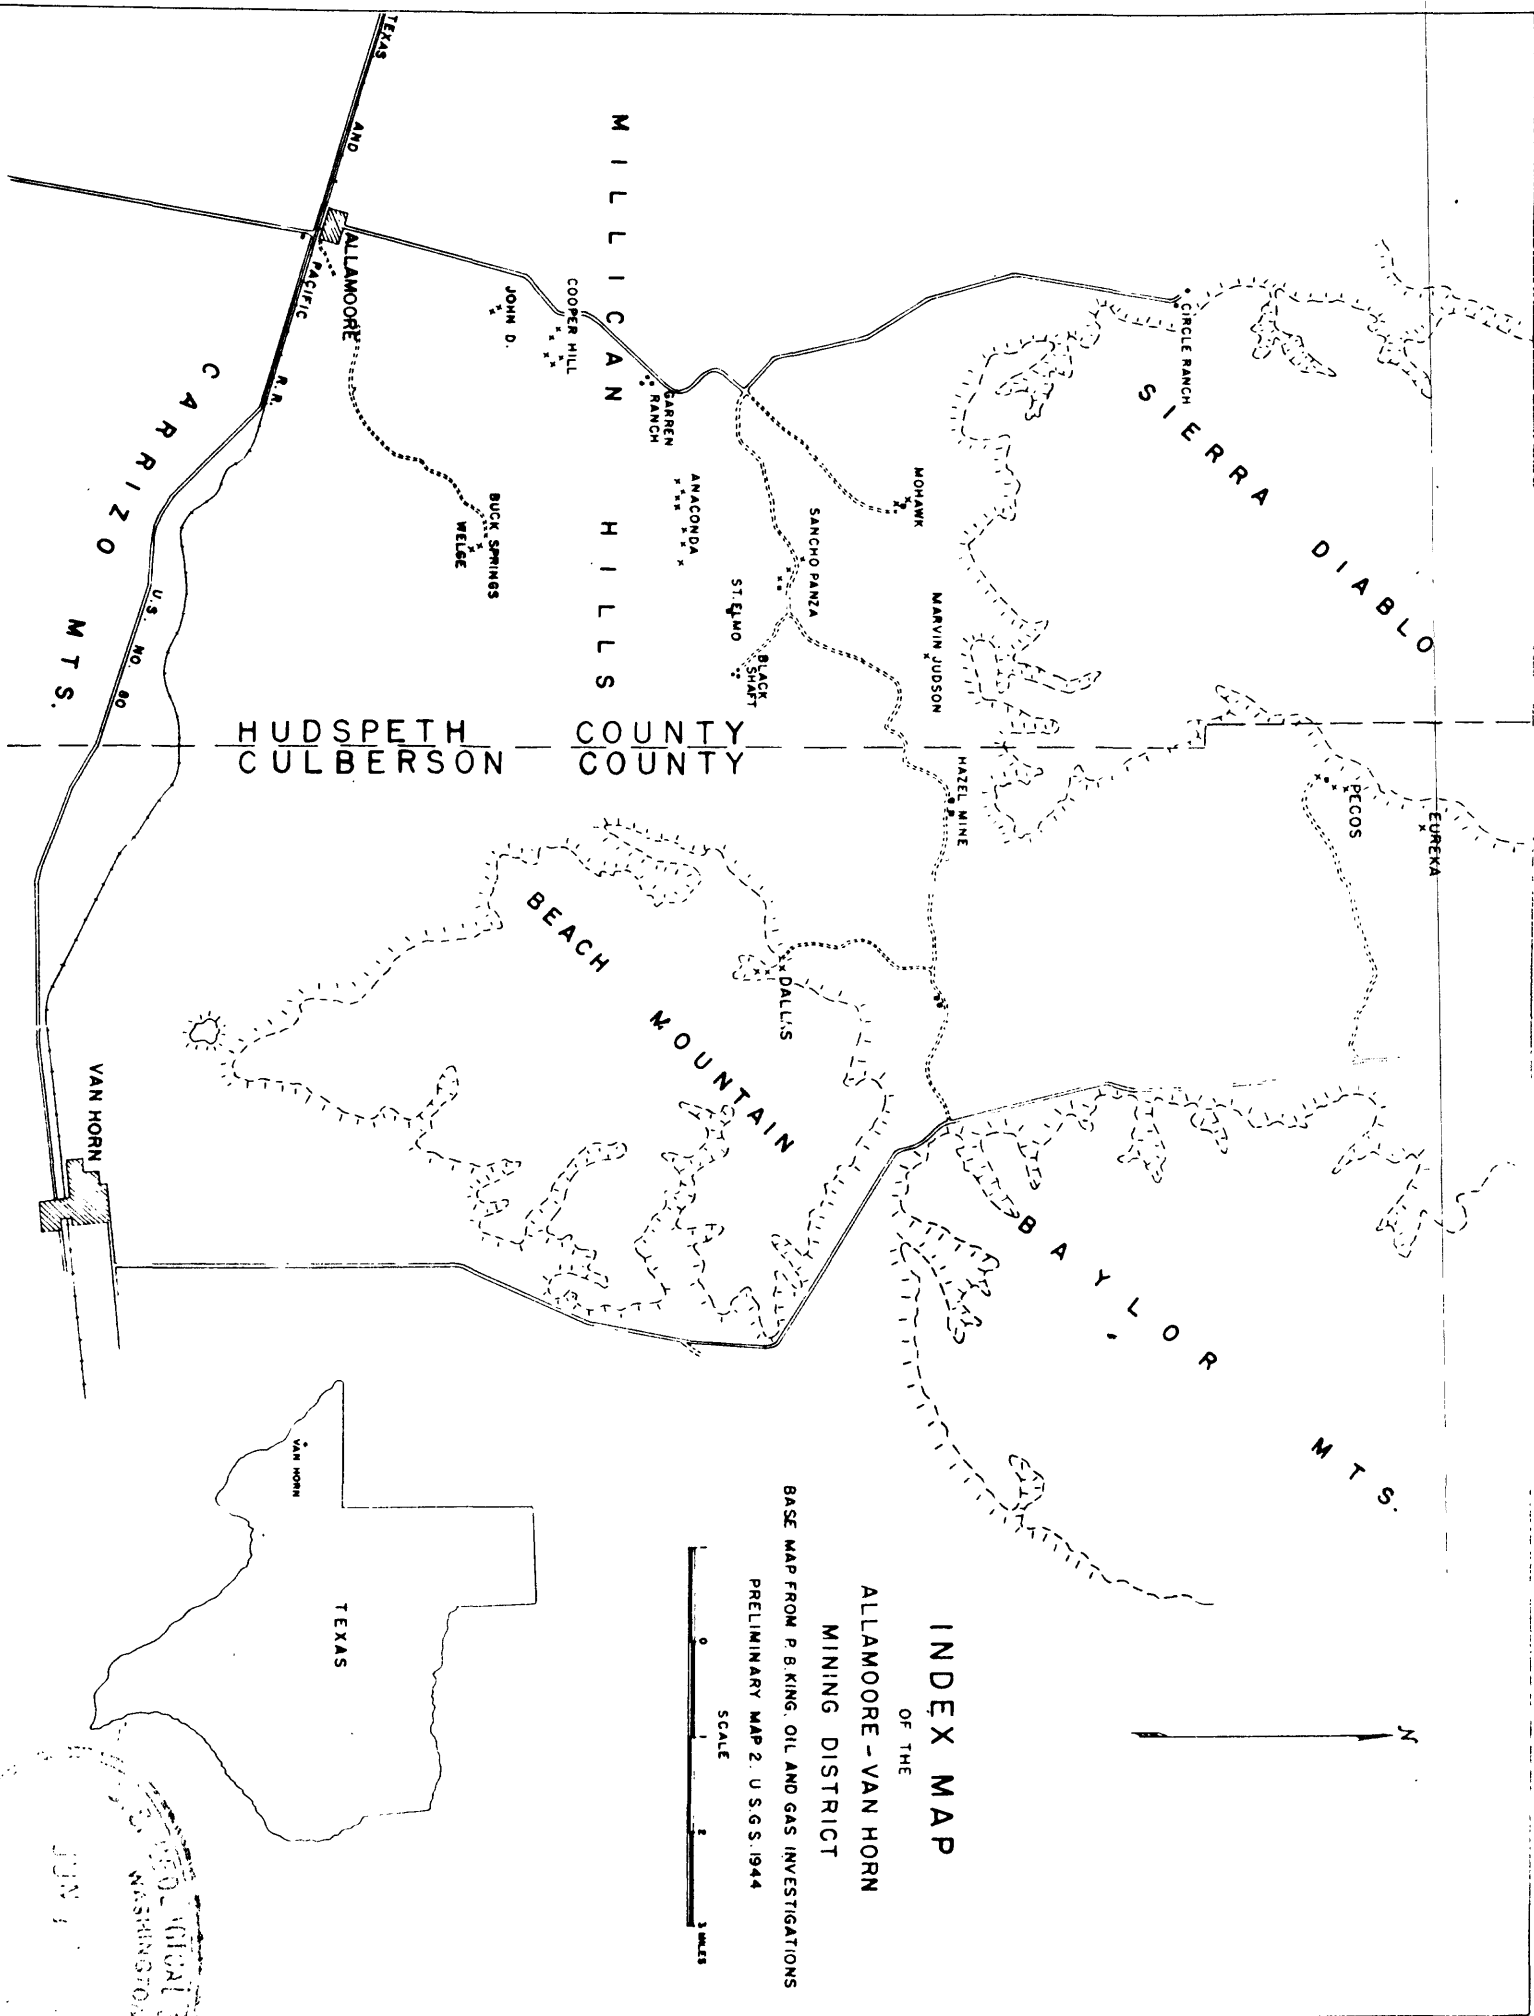 INDEX MAP
OF THE
ALLAMOORE – VAN HORN
MINING DISTRICT
BASE MAP FROM P. B. KING, OIL AND GAS INVESTIGATIONS
PRELIMINARY MAP 2. U.S.G.S. 1944
SCALE
1 0 1 2 3 MILES
N
SIERRA DIABLO
BAYLOR MTS.
BEACH MOUNTAIN
MILLICAN HILLS
CARRIZO MTS.
HUDSPETH COUNTY
CULBERSON COUNTY
CIRCLE RANCH
EUREKA
PECOS
MOHAWK
MARVIN JUDSON
HAZEL MINE
SANCHO PANZA
ST. ELMO
BLACK
SHAFT
DALLAS
ANACONDA
GARREN
RANCH
COOPER HILL
JOHN D.
BUCK SPRINGS
WELGE
ALLAMOORE
TEXAS AND PACIFIC R.R.
U.S. NO. 80
VAN HORN
VAN HORN
TEXAS
WASHINGTON
JUN